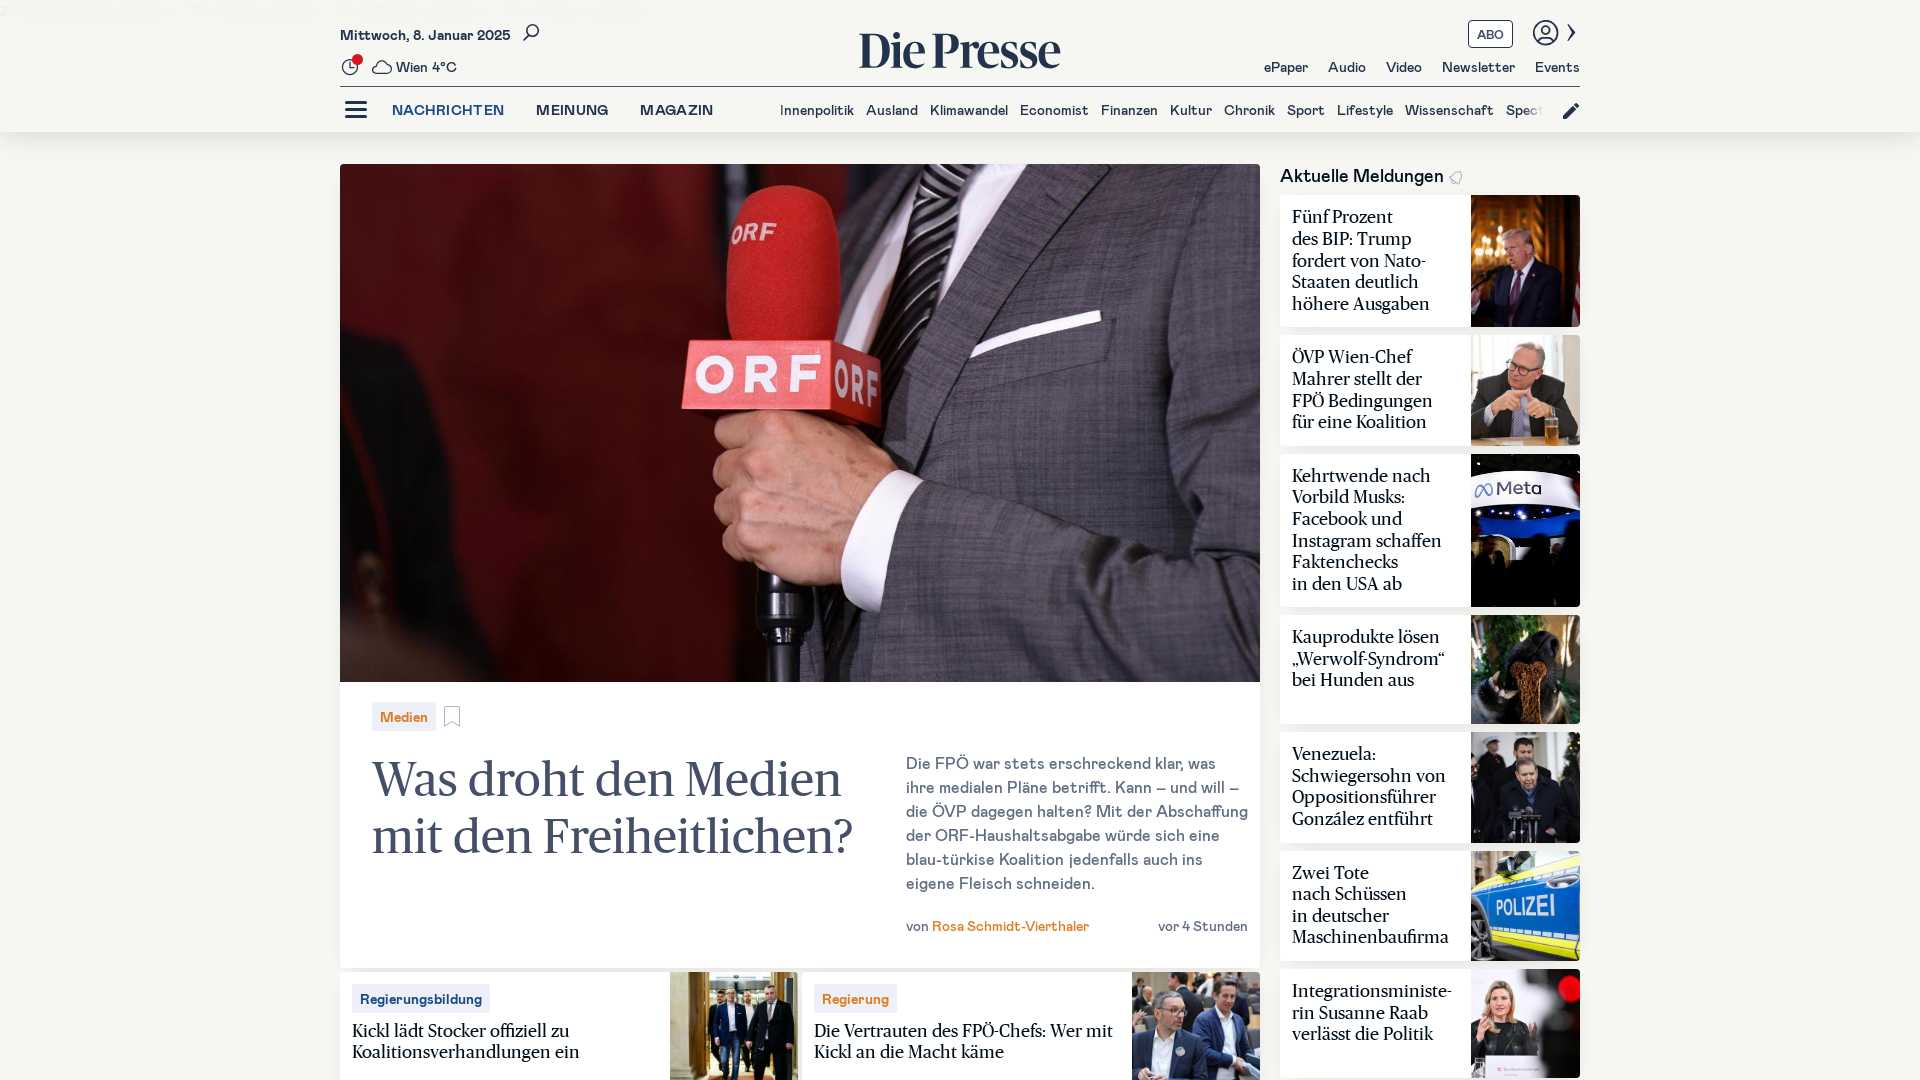 Mittwoch, 8. Januar 2025
Wien 4°C
Die Presse
ABO
ePaper Audio Video Newsletter Events
NACHRICHTEN MEINUNG MAGAZIN
Innenpolitik Ausland Klimawandel Economist Finanzen Kultur Chronik Sport Lifestyle Wissenschaft Spect
ORF
ORF ORF
Medien
Was droht den Medien
mit den Freiheitlichen?
Die FPÖ war stets erschreckend klar, was
ihre medialen Pläne betrifft. Kann – und will –
die ÖVP dagegen halten? Mit der Abschaffung
der ORF-Haushaltsabgabe würde sich eine
blau-türkise Koalition jedenfalls auch ins
eigene Fleisch schneiden.
von Rosa Schmidt-Vierthaler vor 4 Stunden
Regierungsbildung
Kickl lädt Stocker offiziell zu
Koalitionsverhandlungen ein
Regierung
Die Vertrauten des FPÖ-Chefs: Wer mit
Kickl an die Macht käme
Aktuelle Meldungen
Fünf Prozent
des BIP: Trump
fordert von Nato-
Staaten deutlich
höhere Ausgaben
ÖVP Wien-Chef
Mahrer stellt der
FPÖ Bedingungen
für eine Koalition
Kehrtwende nach
Vorbild Musks:
Facebook und
Instagram schaffen
Faktenchecks
in den USA ab
Meta
Kauprodukte lösen
„Werwolf-Syndrom“
bei Hunden aus
Venezuela:
Schwiegersohn von
Oppositionsführer
González entführt
Zwei Tote
nach Schüssen
in deutscher
Maschinenbaufirma
POLIZEI
Integrationsministe-
rin Susanne Raab
verlässt die Politik